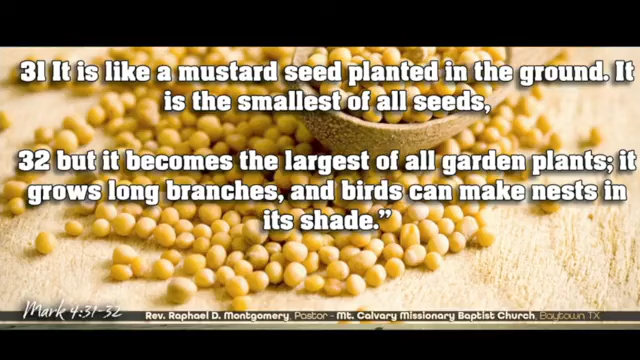 31 It is like a mustard seed planted in the ground. It
is the smallest of all seeds,
32 but it becomes the largest of all garden plants; it
grows long branches, and birds can make nests in
its shade.”
Mark 4:31-32
Rev. Raphael D. Montgomery, Pastor - Mt. Calvary Missionary Baptist Church, Baytown TX